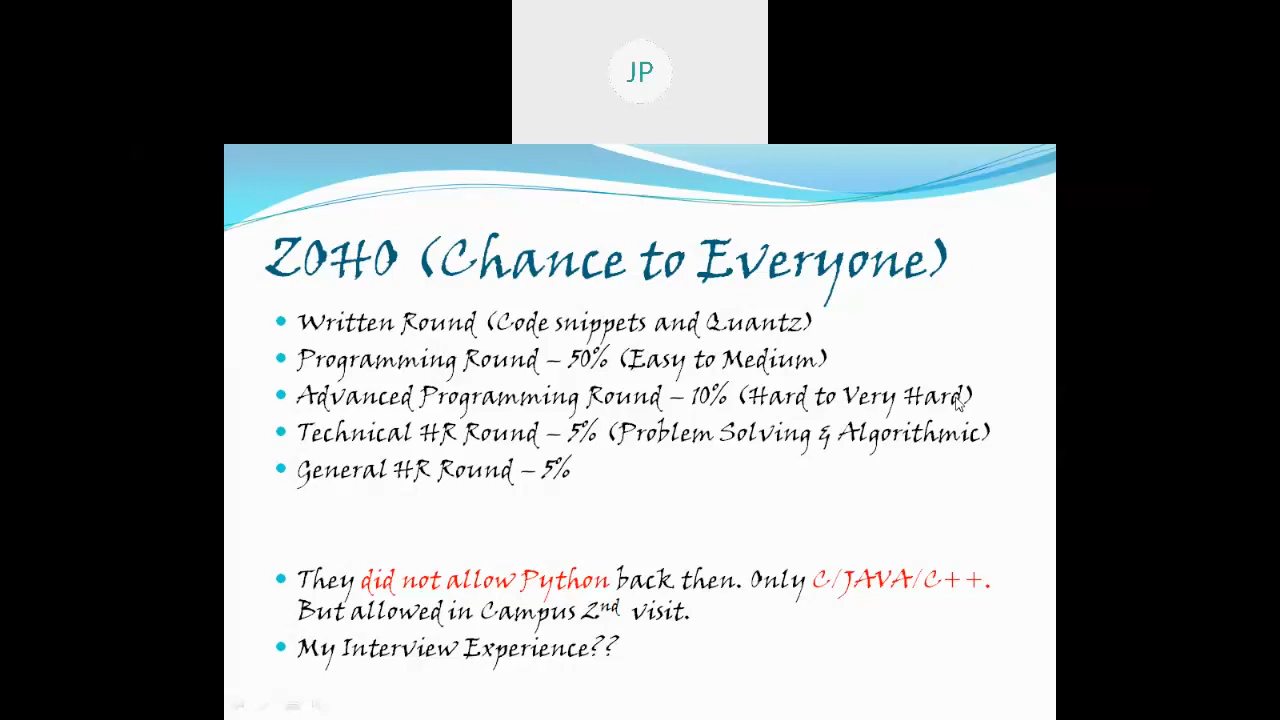 JP
ZOHO (Chance to Everyone)
• Written Round (Code snippets and Quantz)
• Programming Round – 50% (Easy to Medium)
• Advanced Programming Round – 10% (Hard to Very Hard)
• Technical HR Round – 5% (Problem Solving & Algorithmic)
• General HR Round – 5%
• They did not allow Python back then. Only C/JAVA/C++.
But allowed in Campus 2nd visit.
• My Interview Experience??